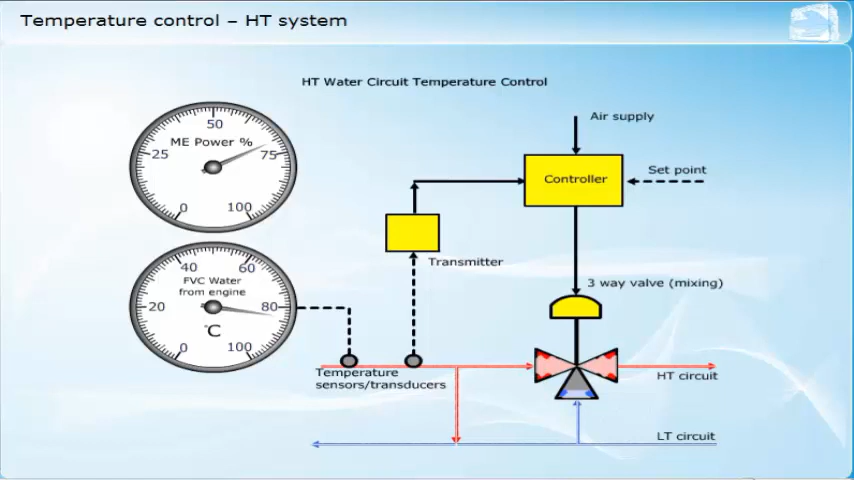 Temperature control – HT system
HT Water Circuit Temperature Control
50
ME Power %
25
75
0
100
40
60
FVC Water
from engine
20
80
°C
0
100
Air supply
Controller
Set point
Transmitter
3 way valve (mixing)
Temperature
sensors/transducers
HT circuit
LT circuit